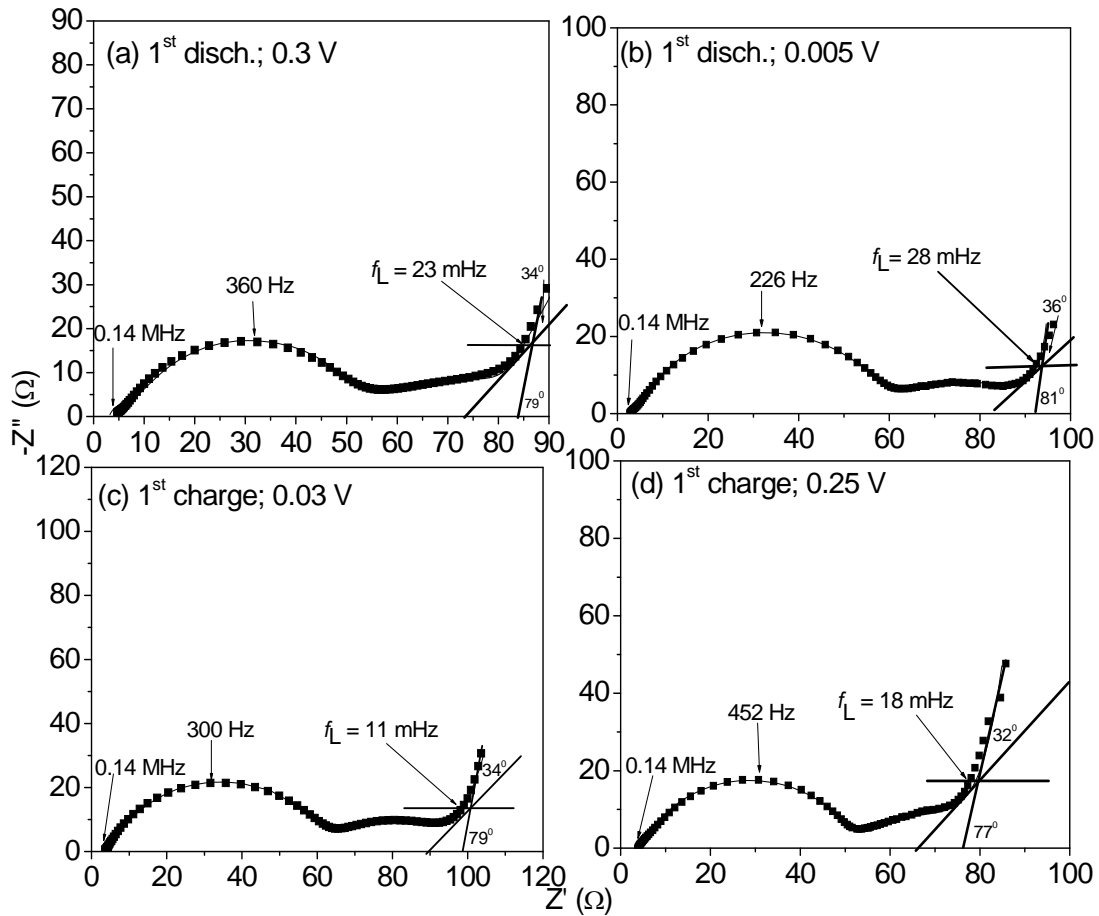 (a) 1st disch.; 0.3 V
90
80
70
60
50
40
30
20
10
0
0 10 20 30 40 50 60 70 80 90
0.14 MHz
360 Hz
fL = 23 mHz
34⁰
79⁰
(b) 1st disch.; 0.005 V
100
80
60
40
20
0
0 20 40 60 80 100
0.14 MHz
226 Hz
fL = 28 mHz
36⁰
81⁰
-Z'' (Ω)
(c) 1st charge; 0.03 V
120
100
80
60
40
20
0
0 20 40 60 80 100 120
0.14 MHz
300 Hz
fL = 11 mHz
34⁰
79⁰
(d) 1st charge; 0.25 V
100
80
60
40
20
0
0 20 40 60 80 100
0.14 MHz
452 Hz
fL = 18 mHz
32⁰
77⁰
Z' (Ω)